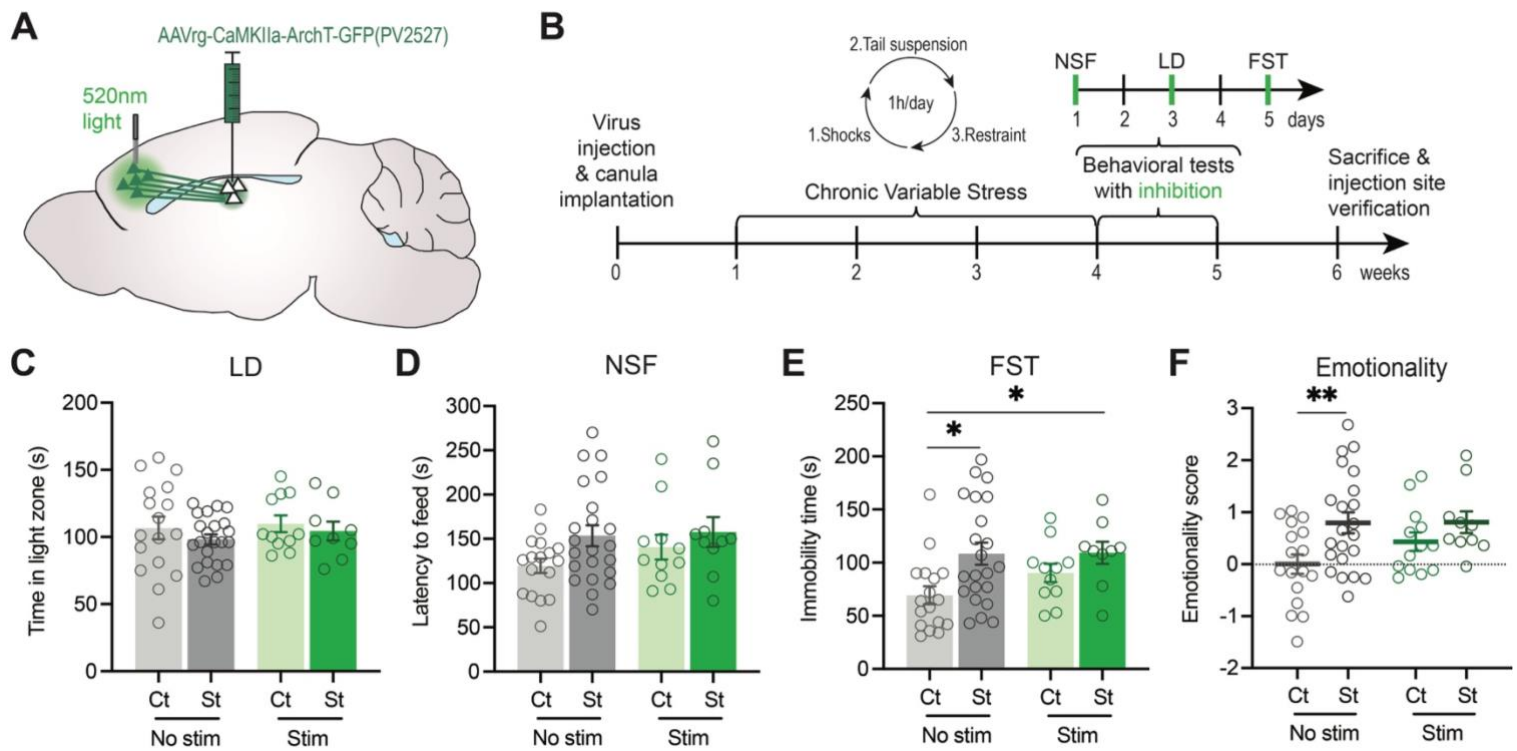 A
AAVrg-CaMKIIa-ArchT-GFP(PV2527)
520nm
light
B
2.Tail suspension
1h/day
1.Shocks
3.Restraint
NSF LD FST
1 2 3 4 5 days
Virus
injection
& canula
implantation
Chronic Variable Stress
Behavioral tests
with inhibition
Sacrifice &
injection site
verification
0 1 2 3 4 5 6 weeks
C
LD
Time in light zone (s)
200
150
100
50
0
Ct St Ct St
No stim Stim
D
NSF
Latency to feed (s)
300
250
200
150
100
50
0
Ct St Ct St
No stim Stim
E
FST
Immobility time (s)
250
200
150
100
50
0
*
*
Ct St Ct St
No stim Stim
F
Emotionality
Emotionality score
3
2
1
0
-1
-2
**
Ct St Ct St
No stim Stim